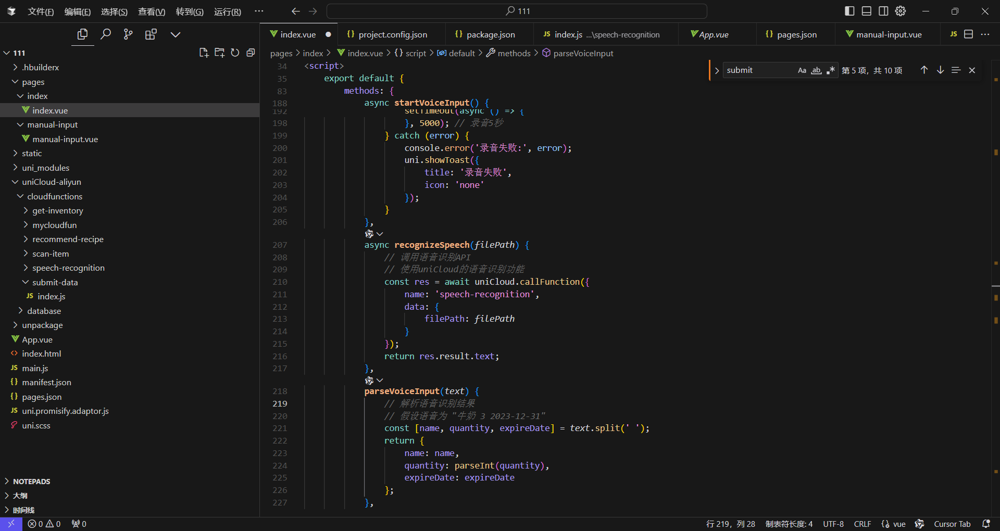 文件(F) 编辑(E) 选择(S) 查看(V) 转到(G) 运行(R) ··· 111
index.vue project.config.json package.json JS index.js ...\speech-recognition App.vue pages.json manual-input.vue JS
111
.hbuilderx
pages
index
index.vue
manual-input
manual-input.vue
static
uni_modules
uniCloud-aliyun
cloudfunctions
get-inventory
mycloudfun
recommend-recipe
scan-item
speech-recognition
submit-data
JS index.js
database
unpackage
App.vue
index.html
JS main.js
manifest.json
pages.json
JS uni.promisify.adaptor.js
uni.scss
NOTEPADS
大纲
时间线
pages > index > index.vue > {} script > default > methods > parseVoiceInput
submit Aa ab 第 5 项, 共 10 项
34 <script>
35 export default {
83 methods: {
188 async startVoiceInput() {
192 setTimeout(async () => {
198 }, 5000); // 录音5秒
199 } catch (error) {
200 console.error('录音失败:', error);
201 uni.showToast({
202 title: '录音失败',
203 icon: 'none'
204 });
205 }
206 },
207 async recognizeSpeech(filePath) {
208 // 调用语音识别API
209 // 使用uniCloud的语音识别功能
210 const res = await uniCloud.callFunction({
211 name: 'speech-recognition',
212 data: {
213 filePath: filePath
214 }
215 });
216 return res.result.text;
217 },
218 parseVoiceInput(text) {
219 // 解析语音识别结果
220 // 假设语音为 "牛奶 3 2023-12-31"
221 const [name, quantity, expireDate] = text.split(' ');
222 return {
223 name: name,
224 quantity: parseInt(quantity),
225 expireDate: expireDate
226 };
227 },
0 0 0 行 219, 列 28 制表符长度: 4 UTF-8 CRLF vue Cursor Tab